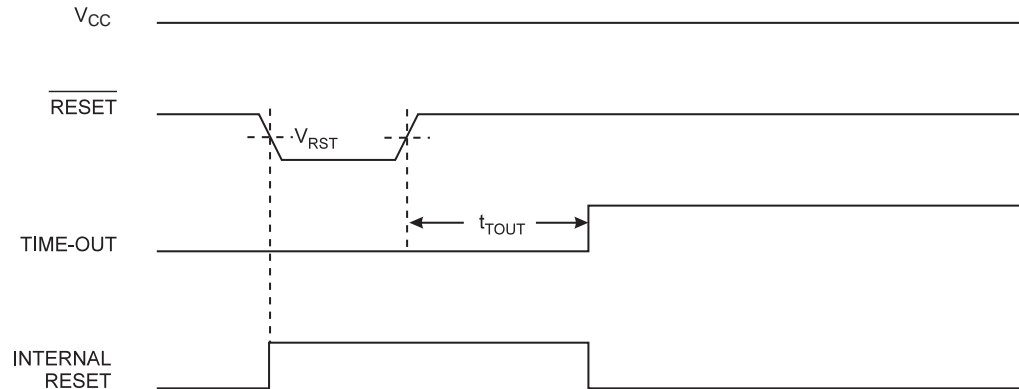 VCC
RESET
VRST
tTOUT
TIME-OUT
INTERNAL
RESET